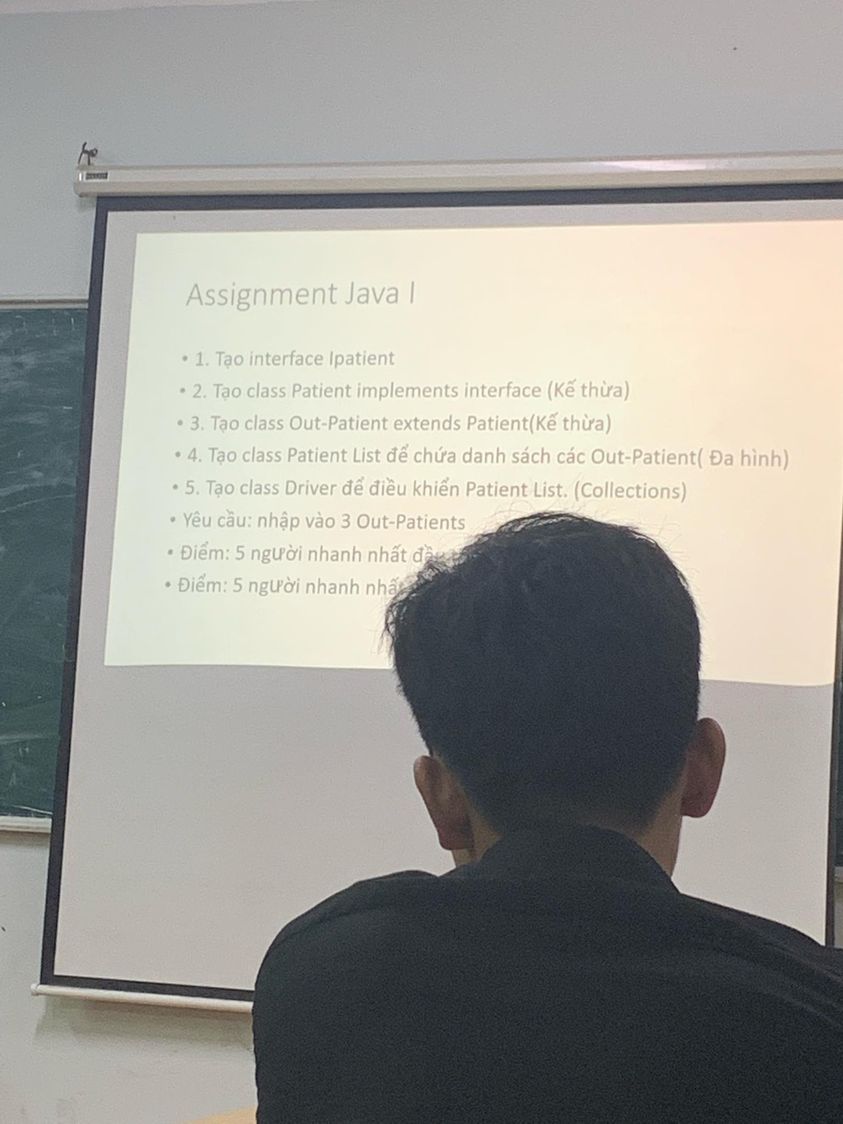 Assignment Java I
• 1. Tạo interface Ipatient
• 2. Tạo class Patient implements interface (Kế thừa)
• 3. Tạo class Out-Patient extends Patient(Kế thừa)
• 4. Tạo class Patient List để chứa danh sách các Out-Patient( Đa hình)
• 5. Tạo class Driver để điều khiển Patient List. (Collections)
• Yêu cầu: nhập vào 3 Out-Patients
• Điểm: 5 người nhanh nhất
• Điểm: 5 người nhanh